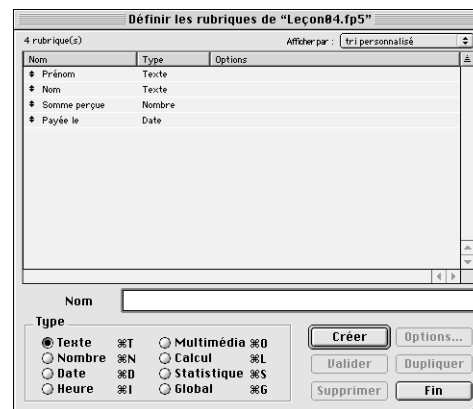 Définir les rubriques de “Leçon04.fp5”
4 rubrique(s) Afficher par : tri personnalisé
Nom Type Options
Prénom Texte
Nom Texte
Somme perçue Nombre
Payée le Date
Nom
Type
Texte ⌘T Multimédia ⌘O
Nombre ⌘N Calcul ⌘L
Date ⌘D Statistique ⌘S
Heure ⌘I Global ⌘G
Créer Options...
Valider Dupliquer
Supprimer Fin